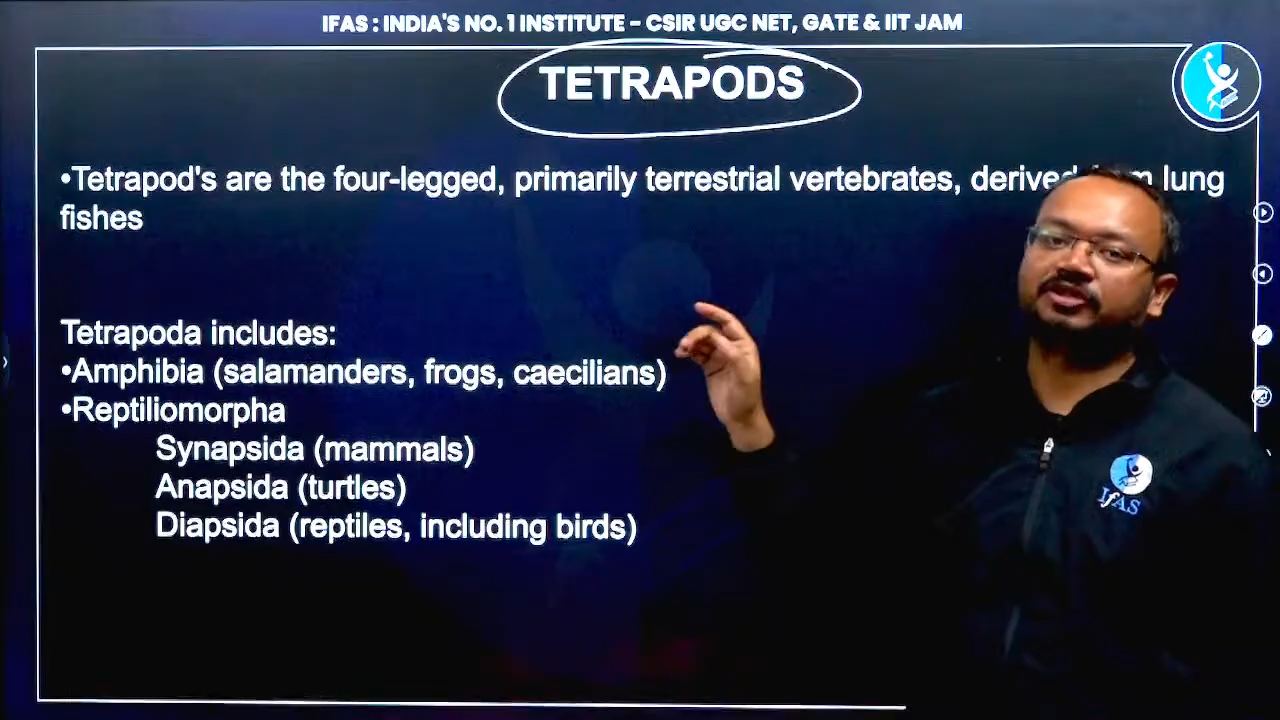 IFAS : INDIA'S NO. 1 INSTITUTE – CSIR UGC NET, GATE & IIT JAM
TETRAPODS
•Tetrapod's are the four-legged, primarily terrestrial vertebrates, derived lung
fishes
Tetrapoda includes:
•Amphibia (salamanders, frogs, caecilians)
•Reptiliomorpha
Synapsida (mammals)
Anapsida (turtles)
Diapsida (reptiles, including birds)
IFAS